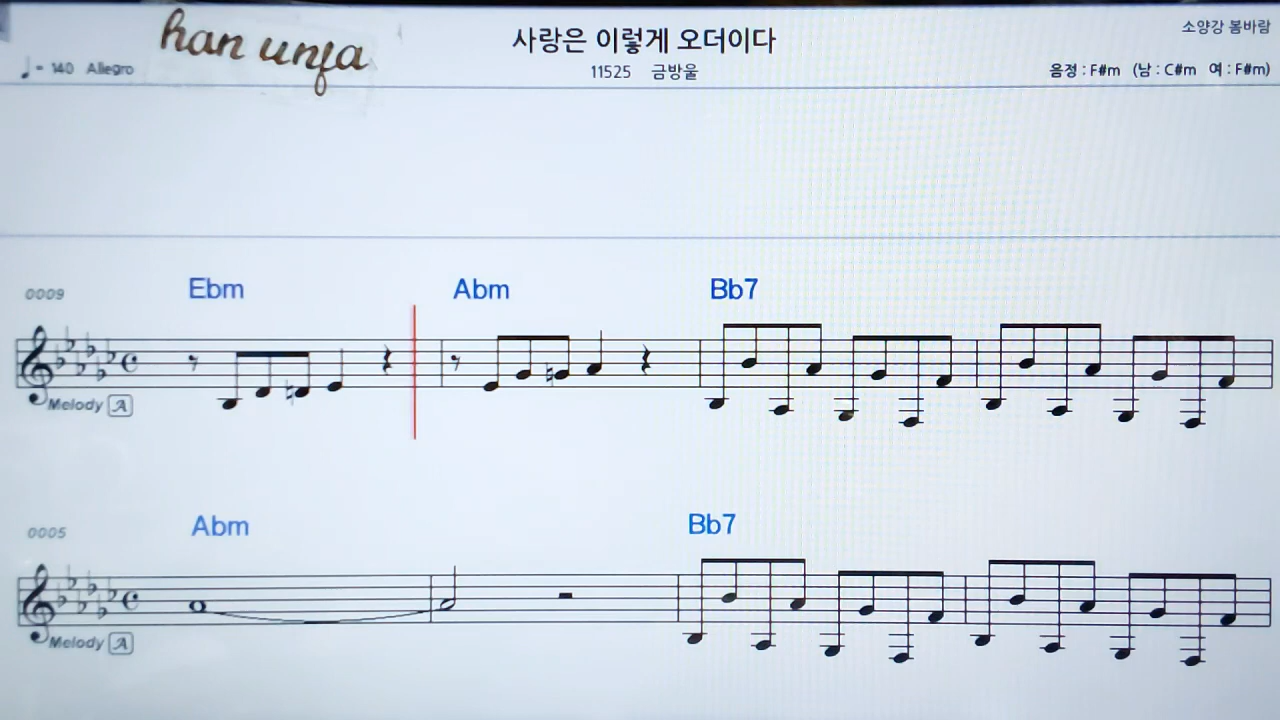 han unfa
사랑은 이렇게 오더이다
소양강 봄바람
♩ = 140 Allegro
11525 금방울
음정 : F#m (남 : C#m 여 : F#m)
0009 Ebm Abm Bb7
Melody A
0005 Abm Bb7
Melody A